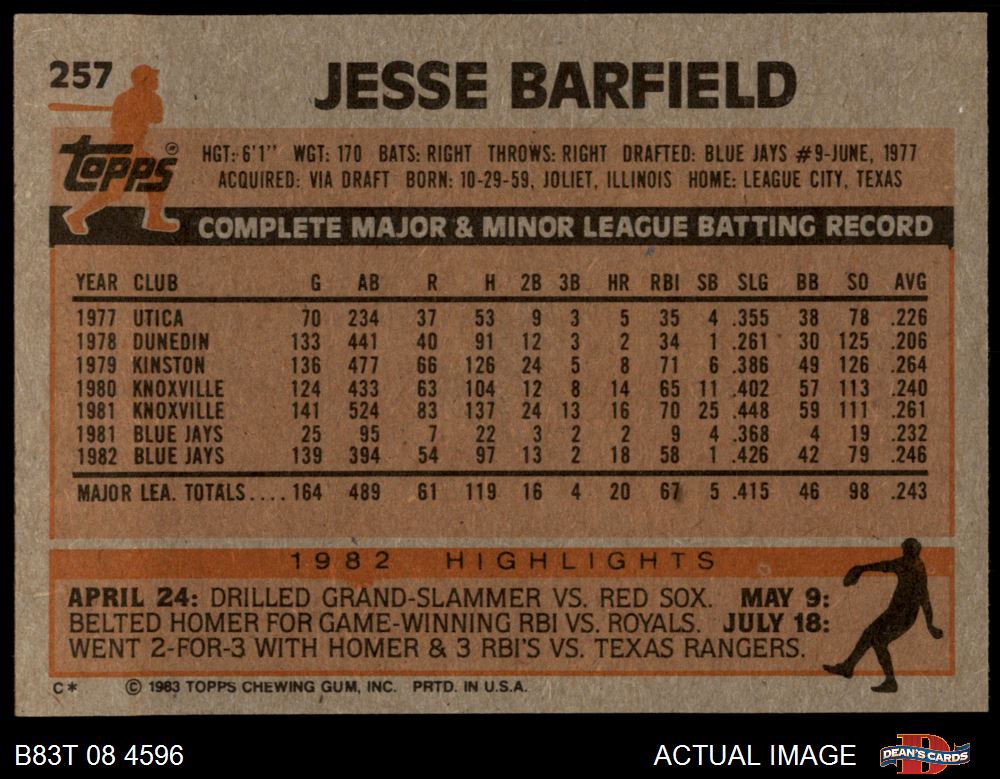 257
JESSE BARFIELD
topps®
HGT: 6'1" WGT: 170 BATS: RIGHT THROWS: RIGHT DRAFTED: BLUE JAYS #9-JUNE, 1977
ACQUIRED: VIA DRAFT BORN: 10-29-59, JOLIET, ILLINOIS HOME: LEAGUE CITY, TEXAS
COMPLETE MAJOR & MINOR LEAGUE BATTING RECORD
YEAR CLUB G AB R H 2B 3B HR RBI SB SLG BB SO AVG
1977 UTICA 70 234 37 53 9 3 5 35 4 .355 38 78 .226
1978 DUNEDIN 133 441 40 91 12 3 2 34 1 .261 30 125 .206
1979 KINSTON 136 477 66 126 24 5 8 71 6 .386 49 126 .264
1980 KNOXVILLE 124 433 63 104 12 8 14 65 11 .402 57 113 .240
1981 KNOXVILLE 141 524 83 137 24 13 16 70 25 .448 59 111 .261
1981 BLUE JAYS 25 95 7 22 3 2 2 9 4 .368 4 19 .232
1982 BLUE JAYS 139 394 54 97 13 2 18 58 1 .426 42 79 .246
MAJOR LEA. TOTALS.... 164 489 61 119 16 4 20 67 5 .415 46 98 .243
1982 HIGHLIGHTS
APRIL 24: DRILLED GRAND-SLAMMER VS. RED SOX. MAY 9:
BELTED HOMER FOR GAME-WINNING RBI VS. ROYALS. JULY 18:
WENT 2-FOR-3 WITH HOMER & 3 RBI'S VS. TEXAS RANGERS.
C* © 1983 TOPPS CHEWING GUM, INC. PRTD. IN U.S.A.
B83T 08 4596
ACTUAL IMAGE
D
DEAN'S CARDS